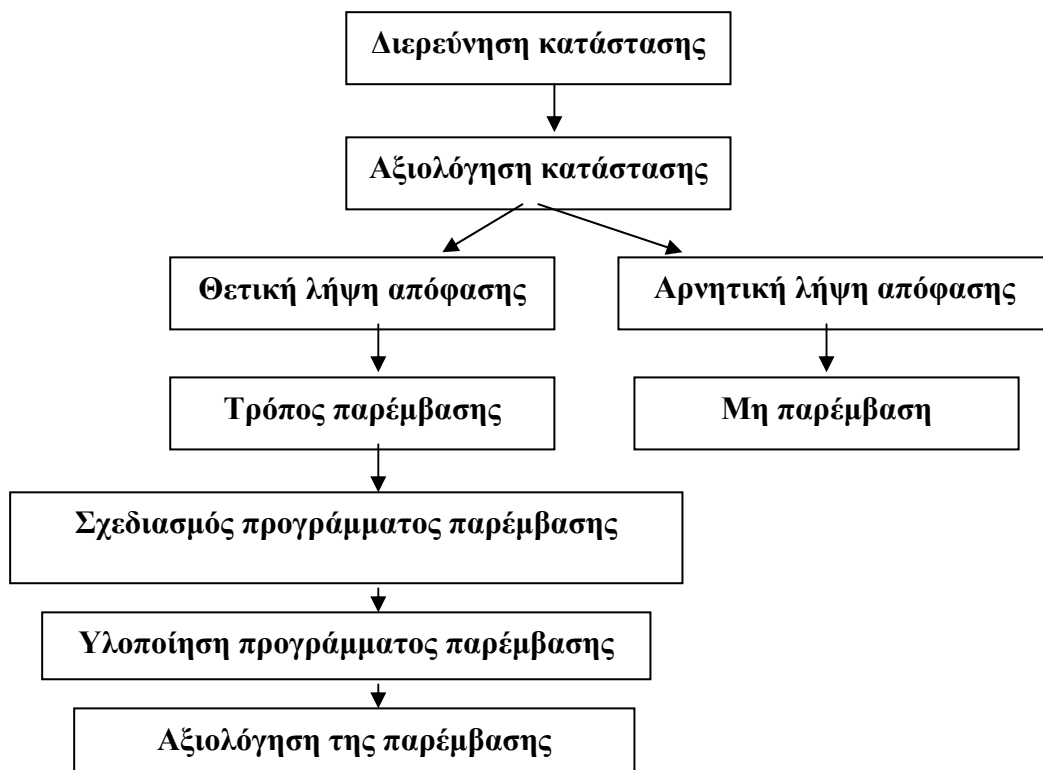 Διερεύνηση κατάστασης
Αξιολόγηση κατάστασης
Θετική λήψη απόφασης
Αρνητική λήψη απόφασης
Τρόπος παρέμβασης
Μη παρέμβαση
Σχεδιασμός προγράμματος παρέμβασης
Υλοποίηση προγράμματος παρέμβασης
Αξιολόγηση της παρέμβασης